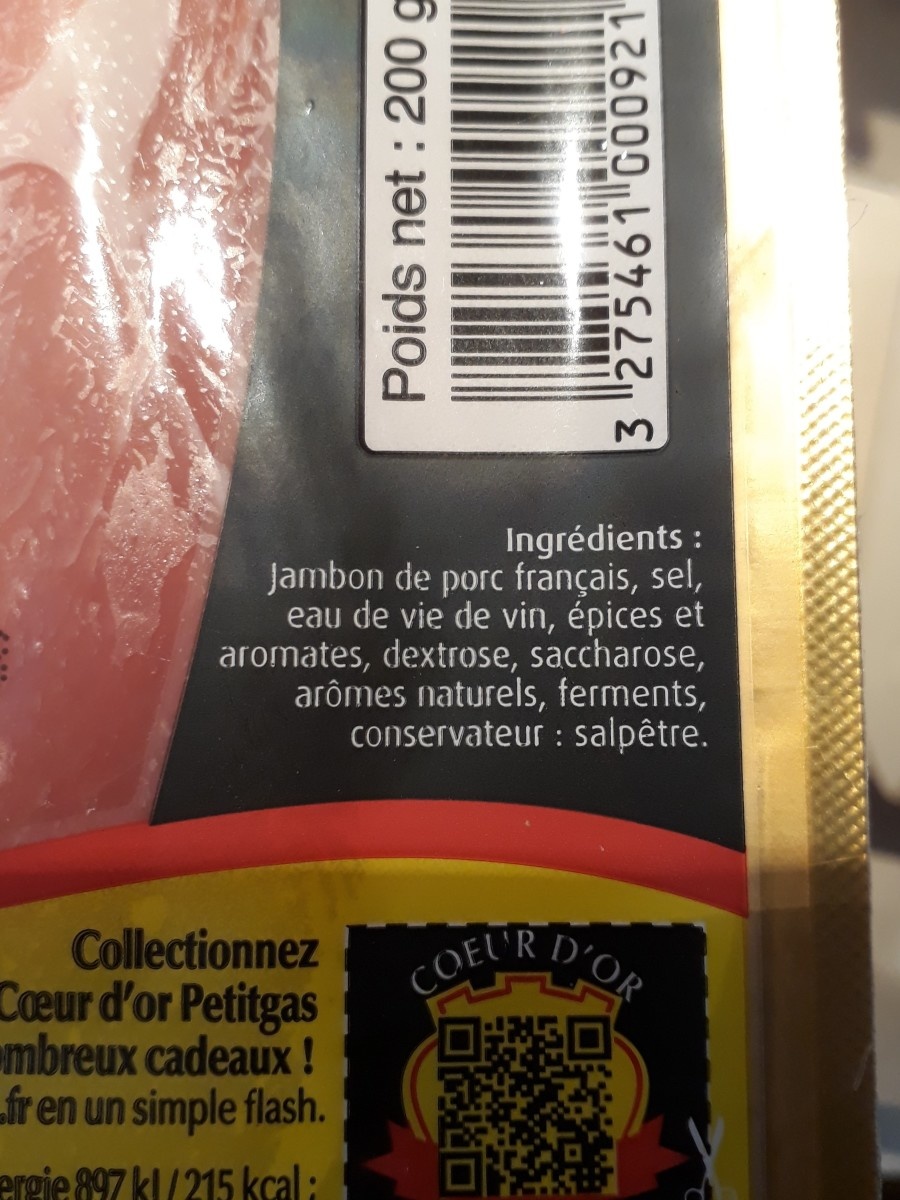 Poids net : 200 g
3 275461 000921
Ingrédients :
Jambon de porc français, sel,
eau de vie de vin, épices et
aromates, dextrose, saccharose,
arômes naturels, ferments,
conservateur : salpêtre.
Collectionnez
Cœur d'or Petitgas
mbreux cadeaux !
.fr en un simple flash.
ergie 897 kJ / 215 kcal :
COEUR D'OR